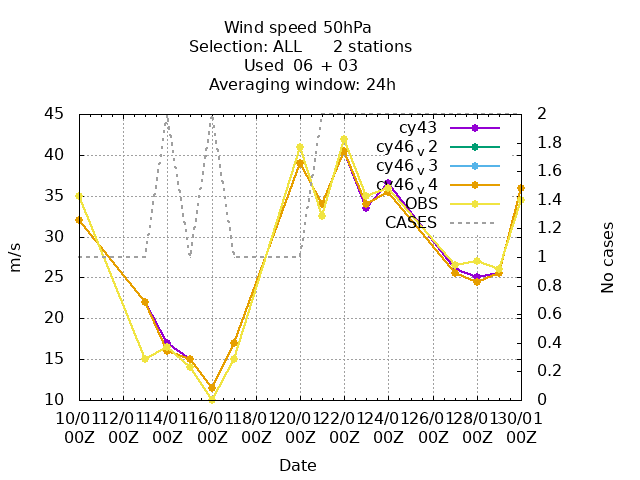 Wind speed 50hPa
Selection: ALL 2 stations
Used 06 + 03
Averaging window: 24h
45
40
35
30
25
20
15
10
m/s
2
1.8
1.6
1.4
1.2
1
0.8
0.6
0.4
0.2
0
No cases
cy43
cy46_v2
cy46_v3
cy46_v4
OBS
CASES
10/01 12/01 14/01 16/01 18/01 20/01 22/01 24/01 26/01 28/01 30/01
00Z 00Z 00Z 00Z 00Z 00Z 00Z 00Z 00Z 00Z 00Z
Date